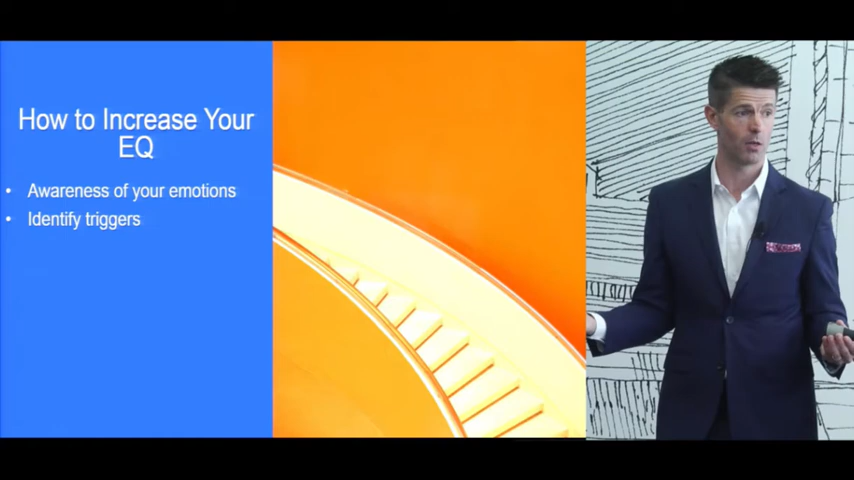 How to Increase Your
EQ
• Awareness of your emotions
• Identify triggers